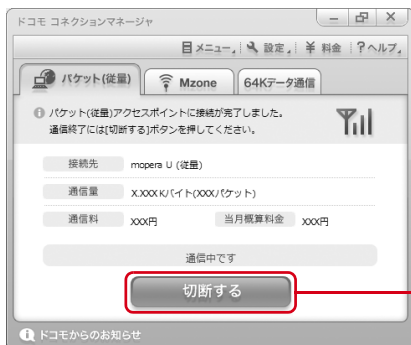 ドコモ コネクションマネージャ
メニュー 設定 ¥ 料金 ?ヘルプ
パケット(従量) Mzone 64Kデータ通信
パケット(従量)アクセスポイントに接続が完了しました。
通信終了には[切断する]ボタンを押してください。
接続先 mopera U (従量)
通信量 X.XXX Kバイト(XXXパケット)
通信料 XXX円 当月概算料金 XXX円
通信中です
切断する
ドコモからのお知らせ